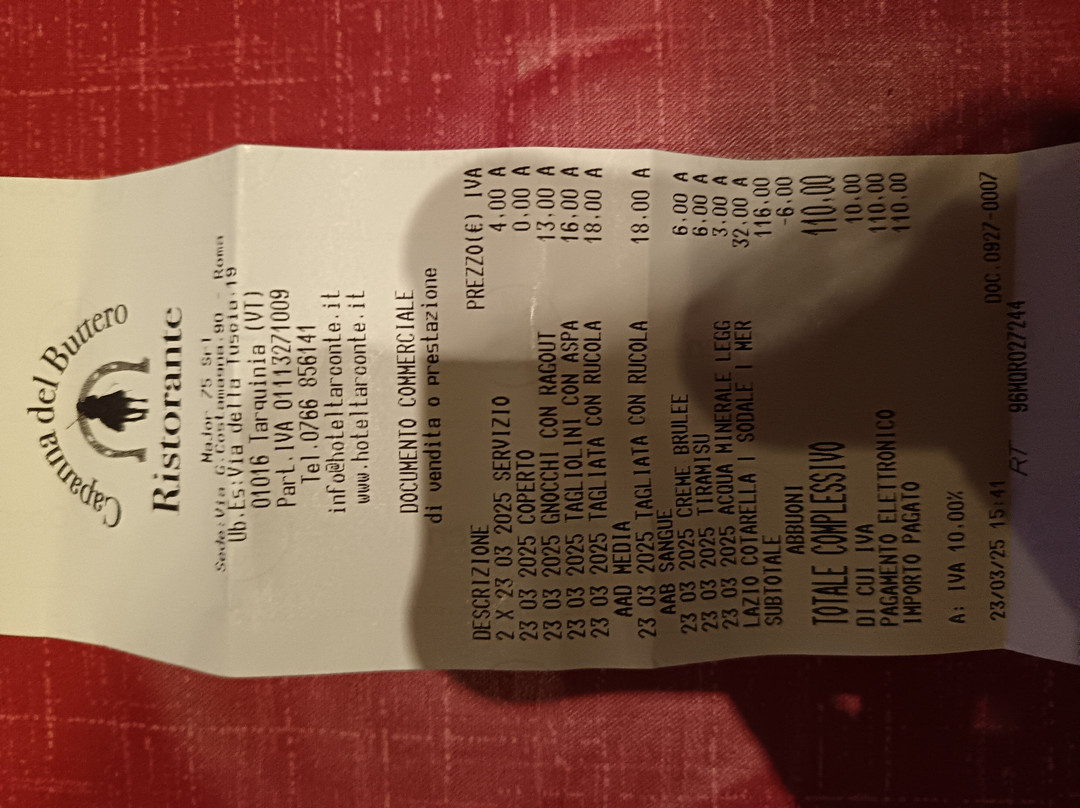 Capanna del Buttero
Ristorante
Major 75 srl
Sede:Via G.Costamagna.90 - Roma
Ub.Es:Via della Tuscia.19
01016 Tarquinia (VT)
Part.IVA 01113271009
Tel.0766 856141
info@hoteltarconte.it
www.hoteltarconte.it
DOCUMENTO COMMERCIALE
di vendita o prestazione
DESCRIZIONE PREZZO(€) IVA
2 X 23 03 2025 SERVIZIO 4.00 A
23 03 2025 COPERTO 0.00 A
23 03 2025 GNOCCHI CON RAGOUT 13.00 A
23 03 2025 TAGLIOLINI CON ASPA 16.00 A
23 03 2025 TAGLIATA CON RUCOLA 18.00 A
AAD MEDIA
23 03 2025 TAGLIATA CON RUCOLA 18.00 A
AAB SANGUE
23 03 2025 CREME BRULEE 6.00 A
23 03 2025 TIRAMISU 6.00 A
23 03 2025 ACQUA MINERALE LEGG 3.00 A
LAZIO COTARELLA | SODALE | MER 32.00 A
SUBTOTALE 116.00
ABBUONI -6.00
TOTALE COMPLESSIVO 110.00
DI CUI IVA 10.00
PAGAMENTO ELETTRONICO 110.00
IMPORTO PAGATO 110.00
A: IVA 10.00%
23/03/25 15:41 DOC.0927-0007
RT 96MOR027244